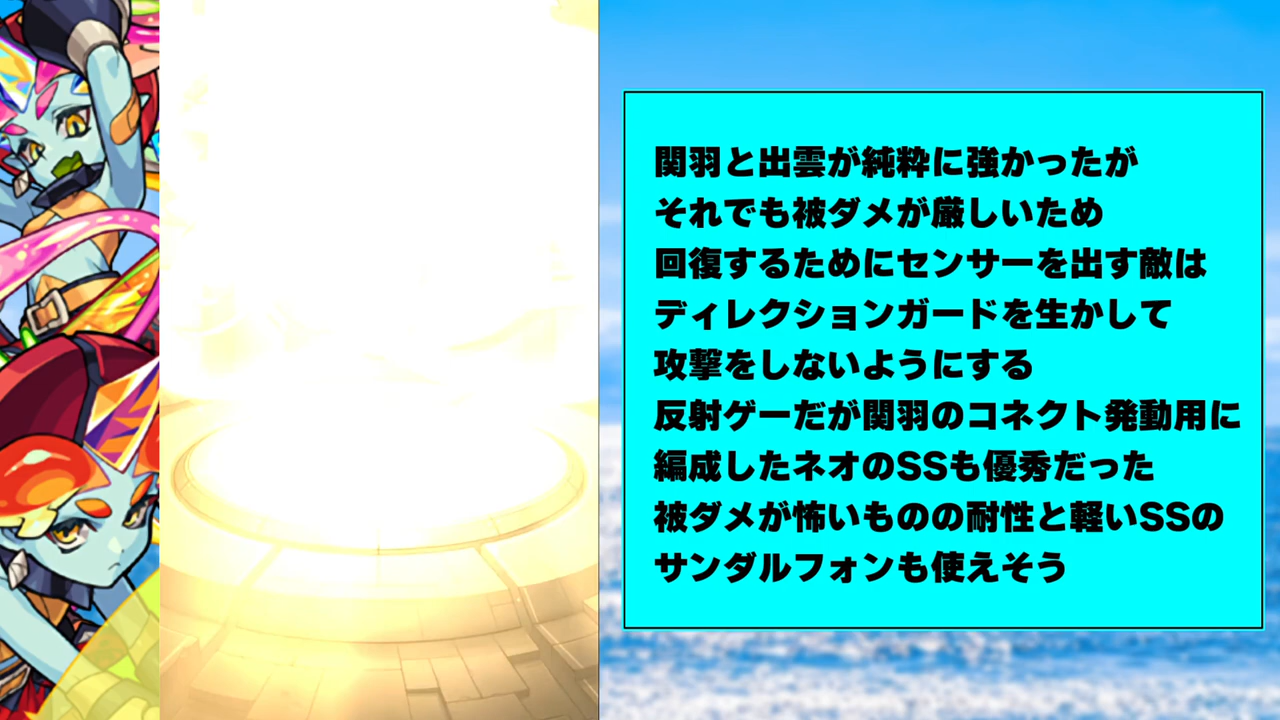 関羽と出雲が純粋に強かったが
それでも被ダメが厳しいため
回復するためにセンサーを出す敵は
ディレクションガードを生かして
攻撃をしないようにする
反射ゲーだが関羽のコネクト発動用に
編成したネオのSSも優秀だった
被ダメが怖いものの耐性と軽いSSの
サンダルフォンも使えそう